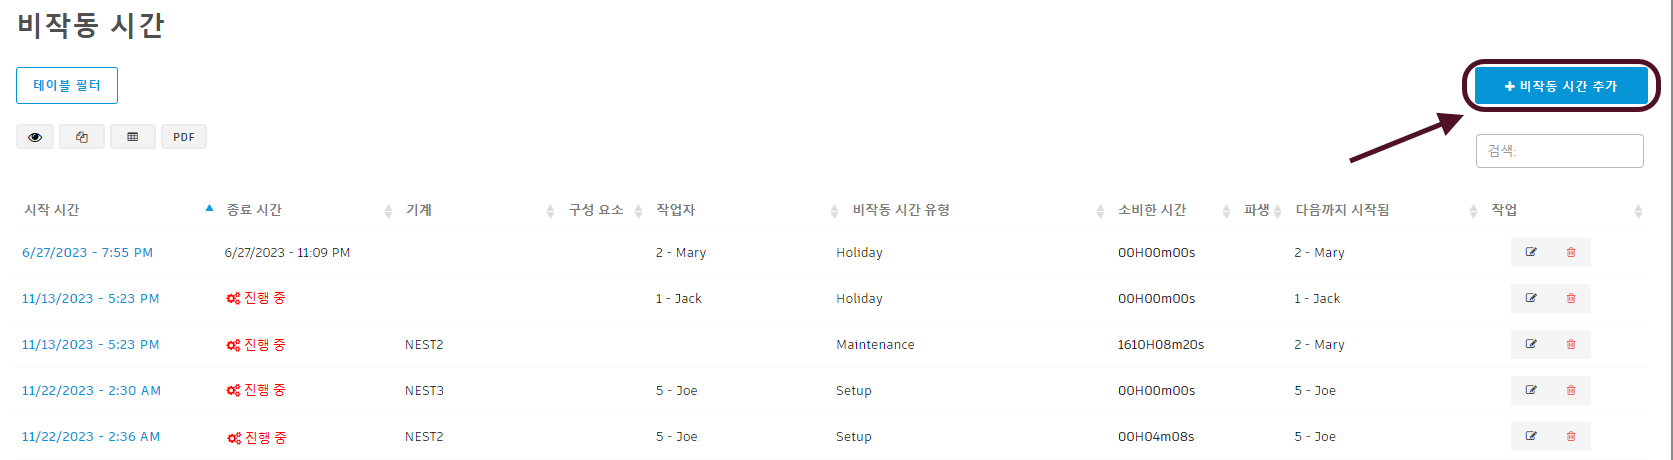 비작동 시간
테이블 필터
비작동 시간 추가
PDF
검색:
시작 시간 종료 시간 기계 구성 요소 작업자 비작동 시간 유형 소비한 시간 파생 다음까지 시작됨 작업
6/27/2023 - 7:55 PM 6/27/2023 - 11:09 PM 2 - Mary Holiday 00H00m00s 2 - Mary
11/13/2023 - 5:23 PM 진행 중 1 - Jack Holiday 00H00m00s 1 - Jack
11/13/2023 - 5:23 PM 진행 중 NEST2 Maintenance 1610H08m20s 2 - Mary
11/22/2023 - 2:30 AM 진행 중 NEST3 5 - Joe Setup 00H00m00s 5 - Joe
11/22/2023 - 2:36 AM 진행 중 NEST2 5 - Joe Setup 00H04m08s 5 - Joe